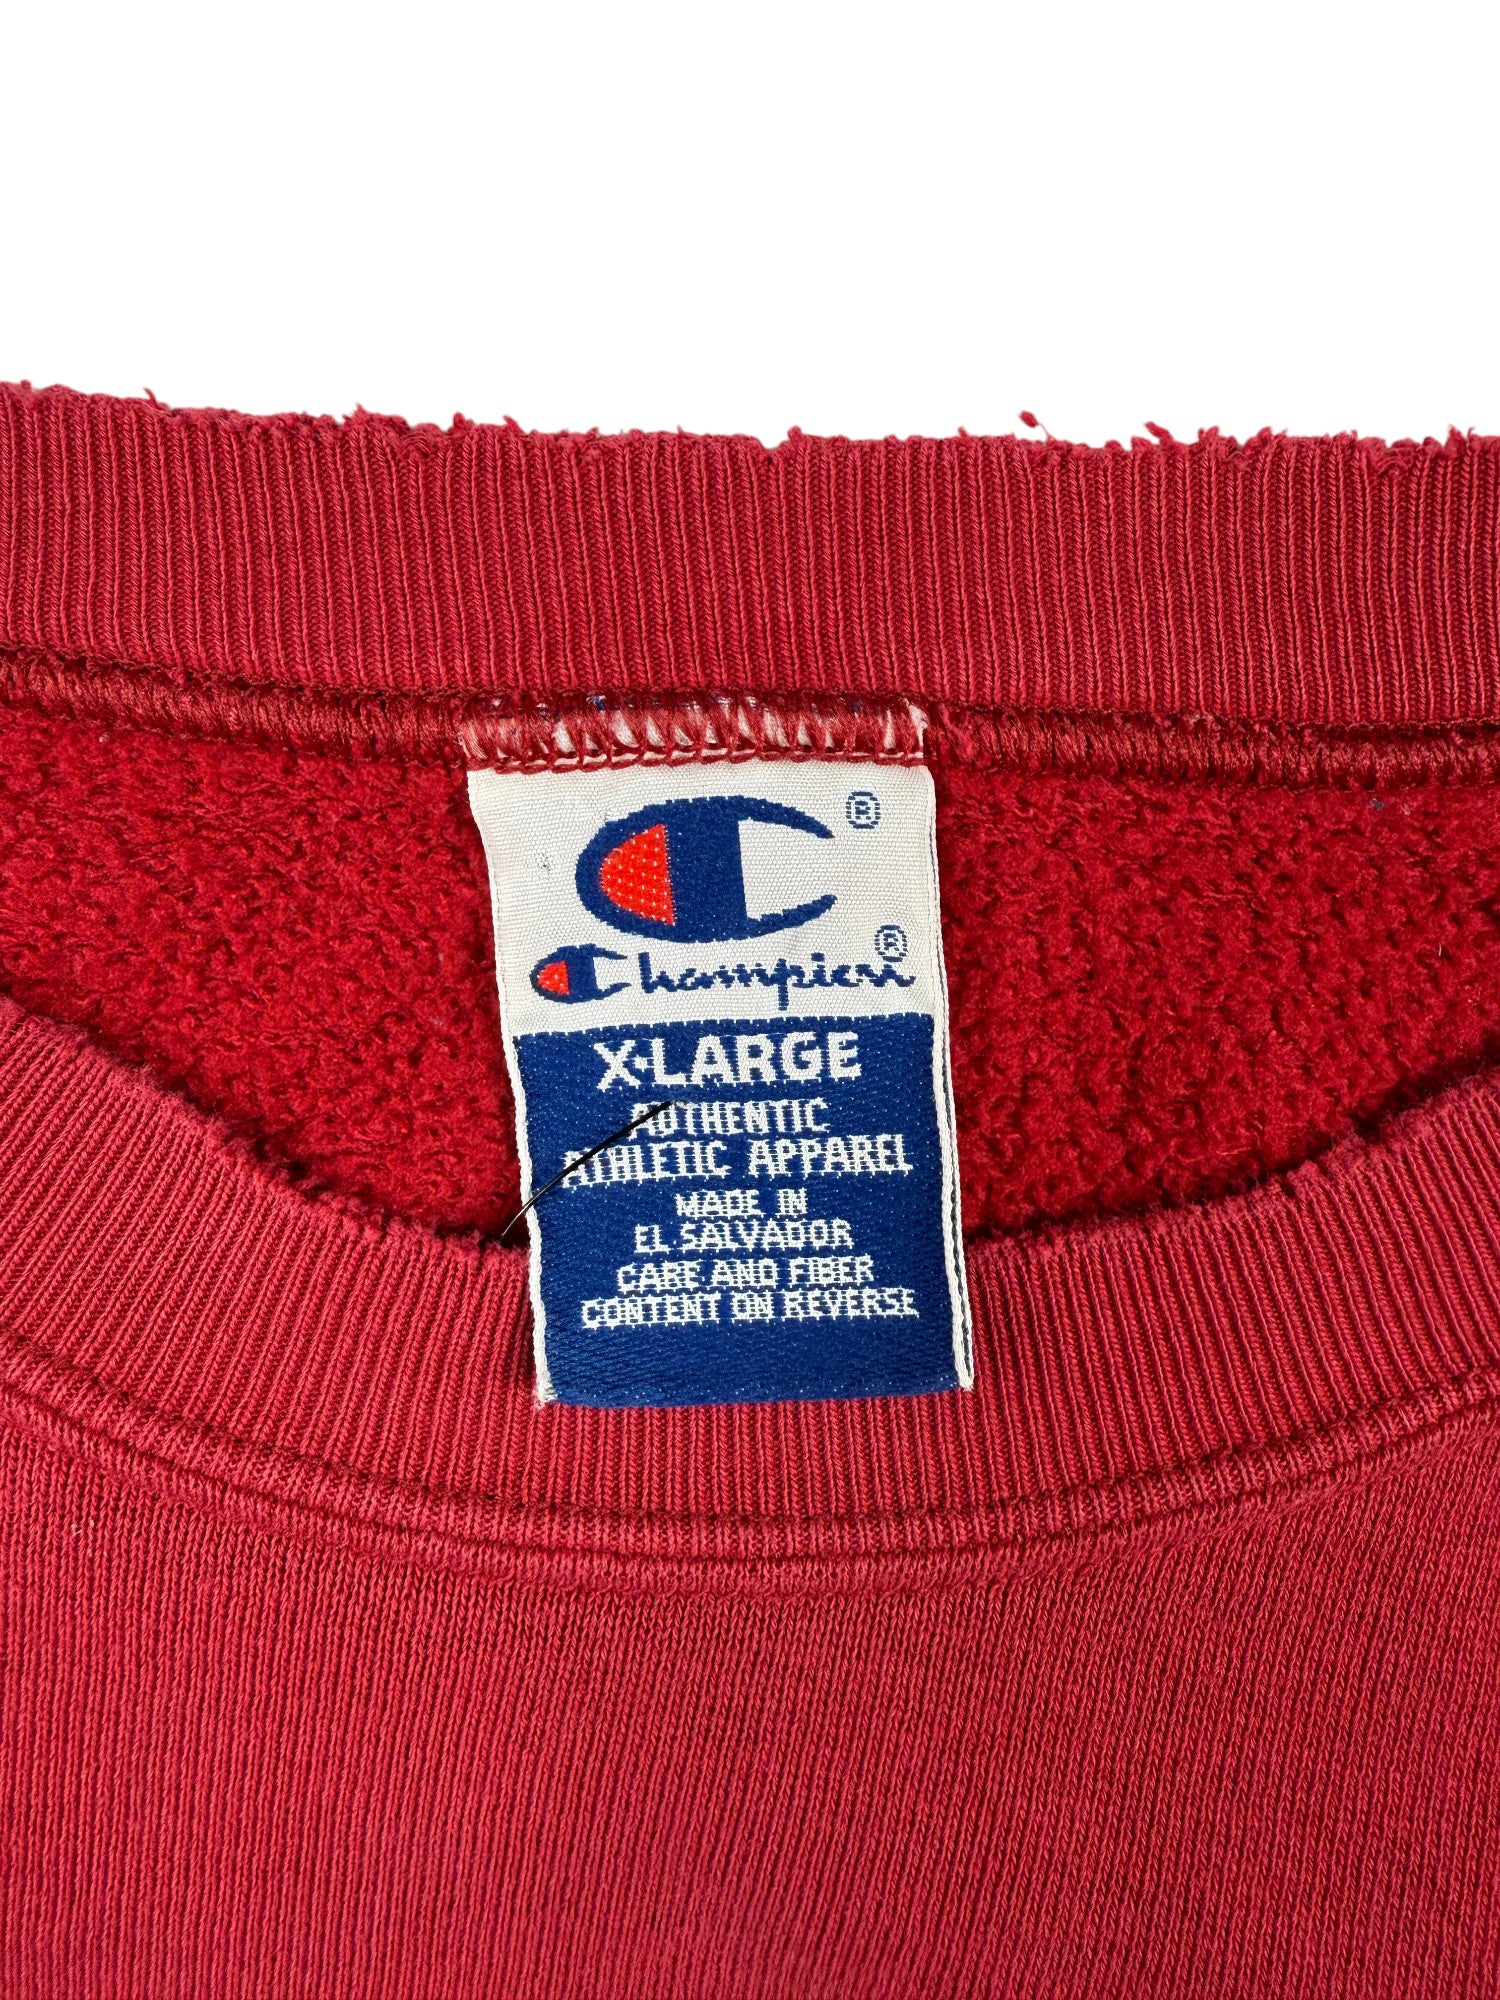 ®
Champion®
X-LARGE
AUTHENTIC
ATHLETIC APPAREL
MADE IN
EL SALVADOR
CARE AND FIBER
CONTENT ON REVERSE